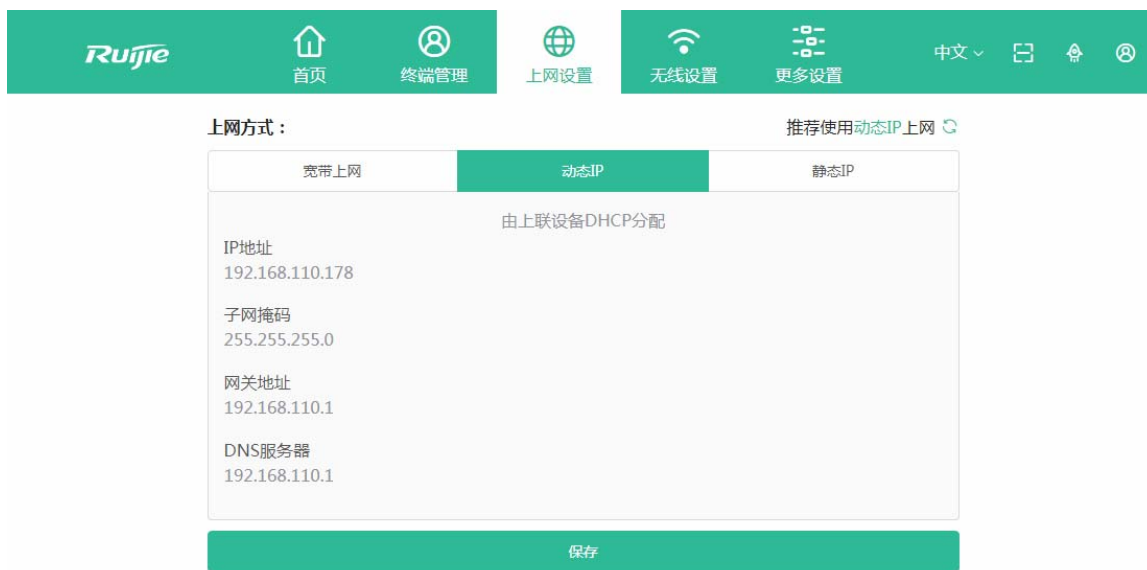 Ruijie
首页
终端管理
上网设置
无线设置
更多设置
中文
上网方式：
推荐使用动态IP上网
宽带上网
动态IP
静态IP
由上联设备DHCP分配
IP地址
192.168.110.178
子网掩码
255.255.255.0
网关地址
192.168.110.1
DNS服务器
192.168.110.1
保存